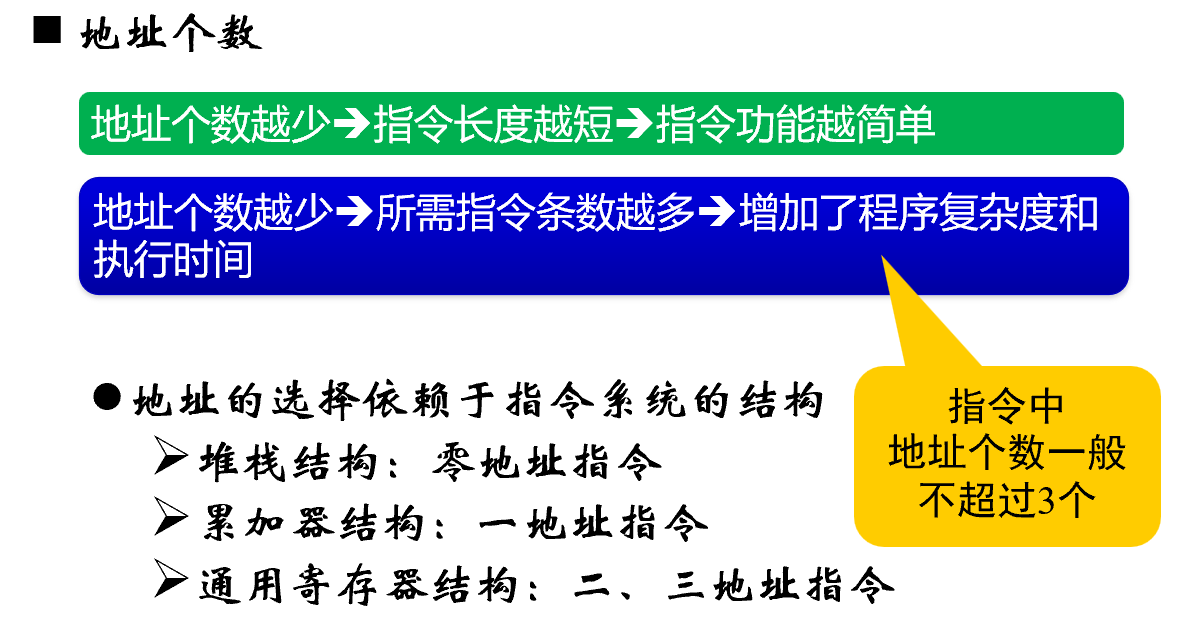 ■ 地址个数
地址个数越少➔指令长度越短➔指令功能越简单
地址个数越少➔所需指令条数越多➔增加了程序复杂度和
执行时间
●地址的选择依赖于指令系统的结构
➢堆栈结构：零地址指令
➢累加器结构：一地址指令
➢通用寄存器结构：二、三地址指令
指令中
地址个数一般
不超过3个